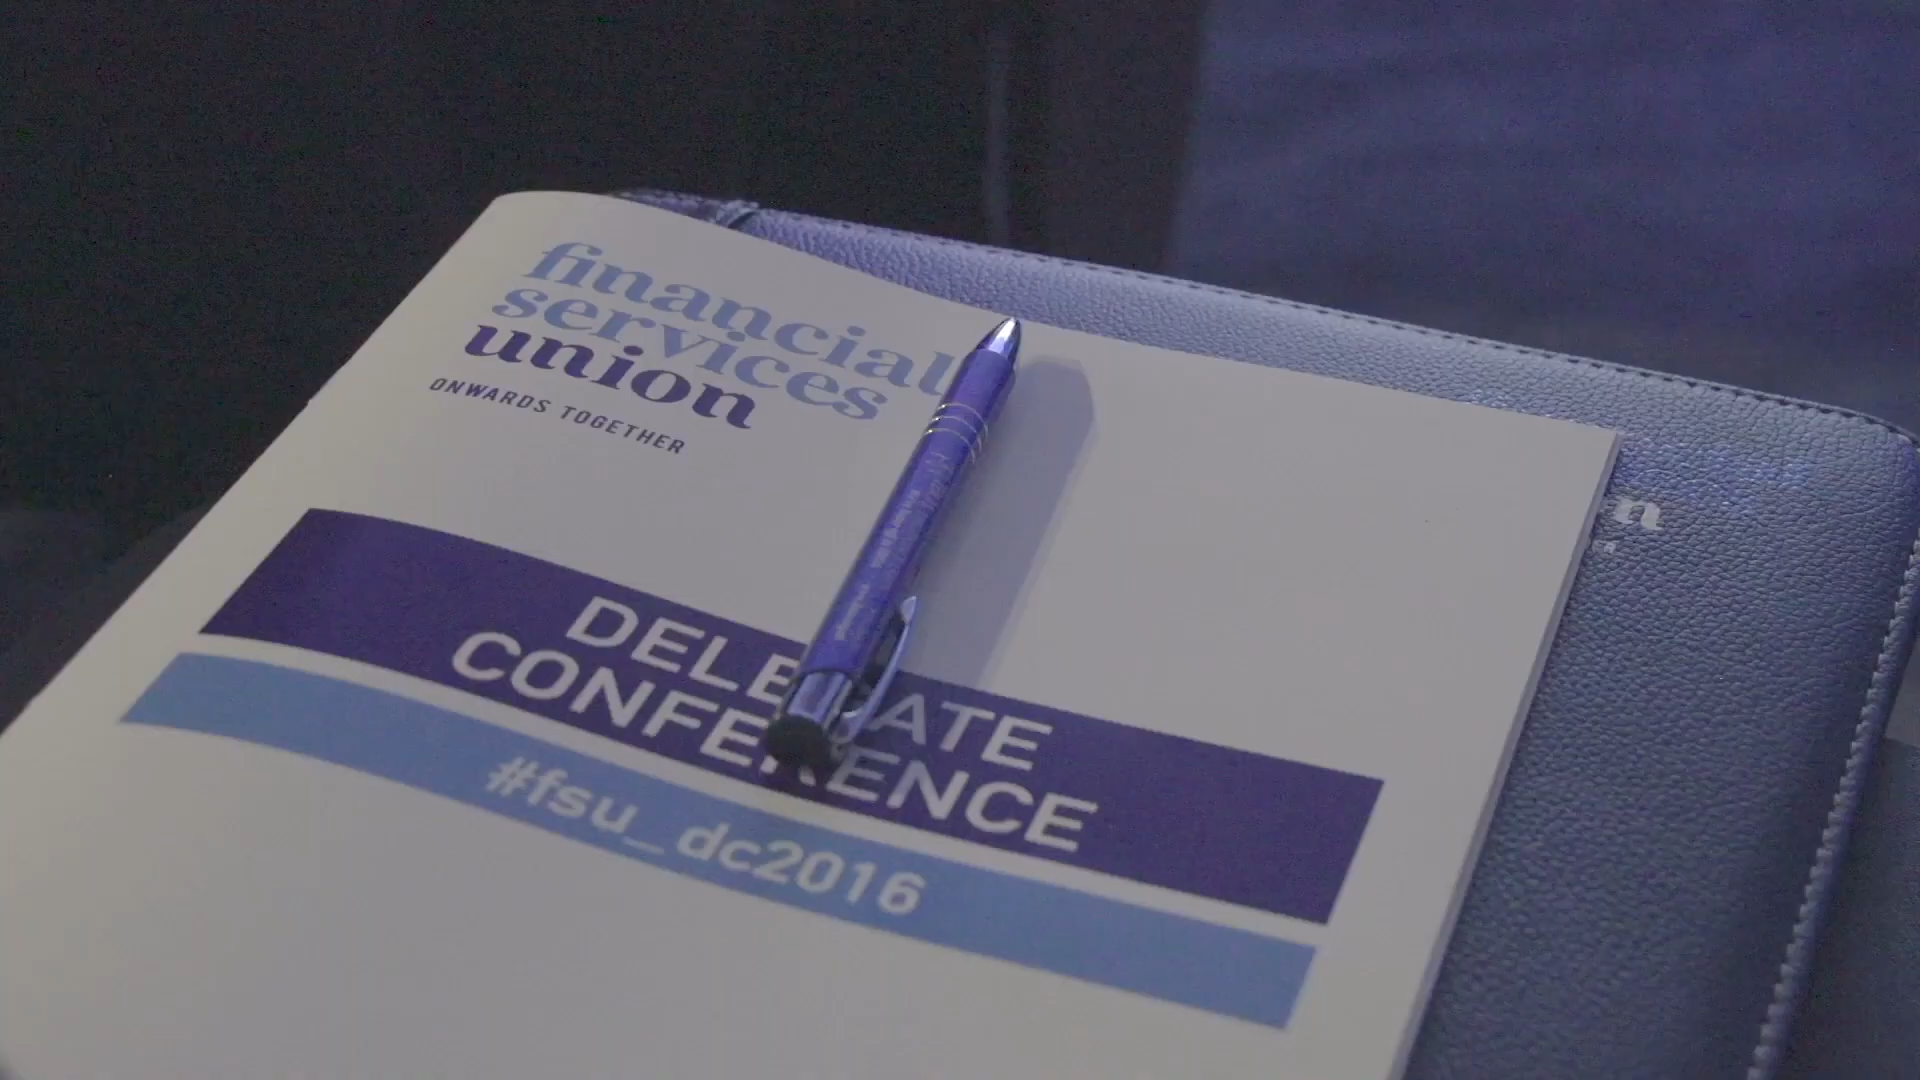 financial
services
union
ONWARDS TOGETHER
DELEGATE
CONFERENCE
#fsu_dc2016
n